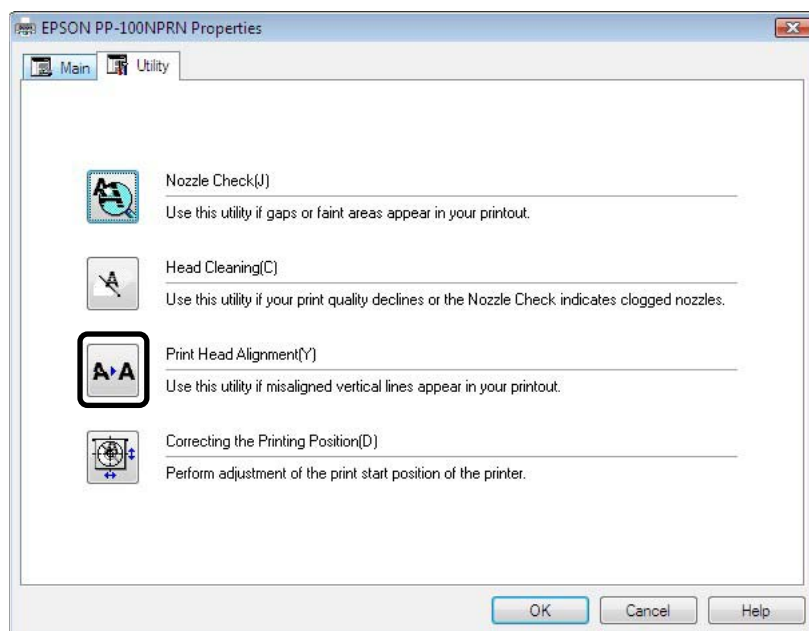 EPSON PP-100NPRN Properties
Main
Utility
Nozzle Check(J)
Use this utility if gaps or faint areas appear in your printout.
Head Cleaning(C)
Use this utility if your print quality declines or the Nozzle Check indicates clogged nozzles.
Print Head Alignment(Y)
Use this utility if misaligned vertical lines appear in your printout.
Correcting the Printing Position(D)
Perform adjustment of the print start position of the printer.
OK
Cancel
Help